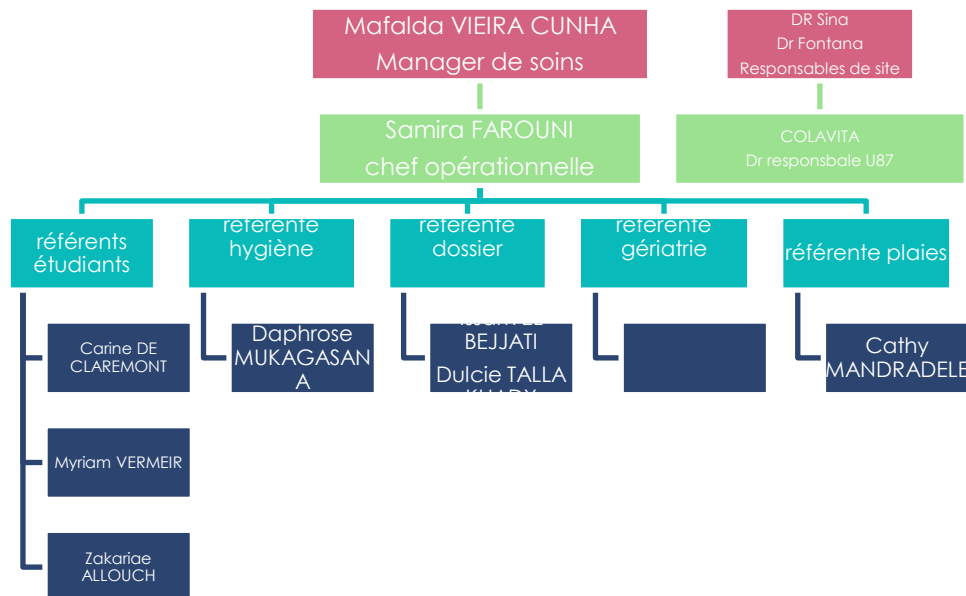 Mafalda VIEIRA CUNHA
Manager de soins
DR Sina
Dr Fontana
Responsables de site
Samira FAROUNI
chef opérationnelle
COLAVITA
Dr responsbale U87
référents
étudiants
référente
hygiène
référente
dossier
référente
gériatrie
référente plaies
Carine DE
CLAREMONT
Daphrose
MUKAGASAN
A
BEJJATI
Dulcie TALLA
Cathy
MANDRADELE
Myriam VERMEIR
Zakariae
ALLOUCH